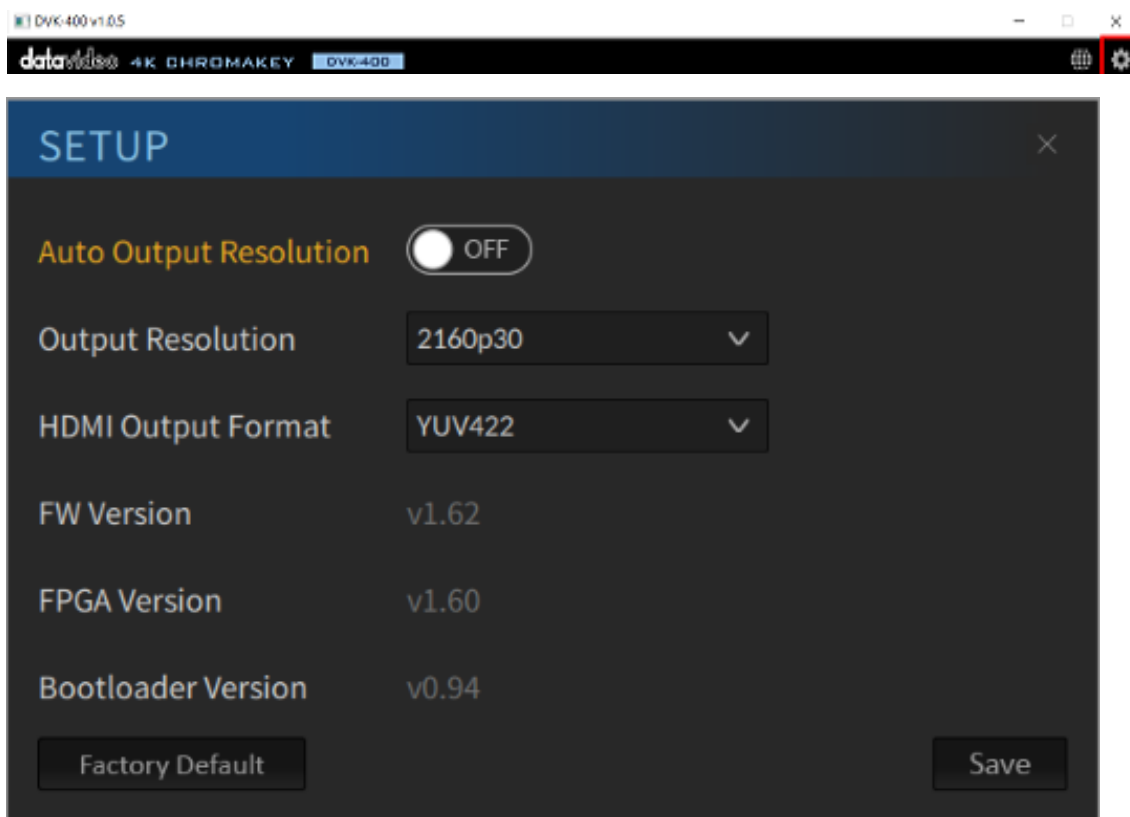 DVK-400 v1.0.5
datavideo 4K CHROMAKEY DVK-400
SETUP
Auto Output Resolution OFF
Output Resolution 2160p30
HDMI Output Format YUV422
FW Version v1.62
FPGA Version v1.60
Bootloader Version v0.94
Factory Default Save